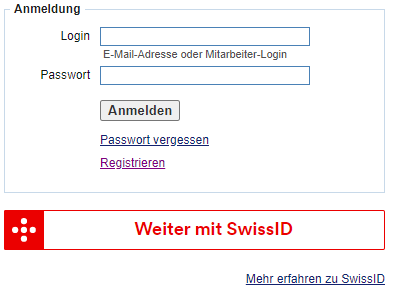 Anmeldung
Login
E-Mail-Adresse oder Mitarbeiter-Login
Passwort
Anmelden
Passwort vergessen
Registrieren
Weiter mit SwissID
Mehr erfahren zu SwissID